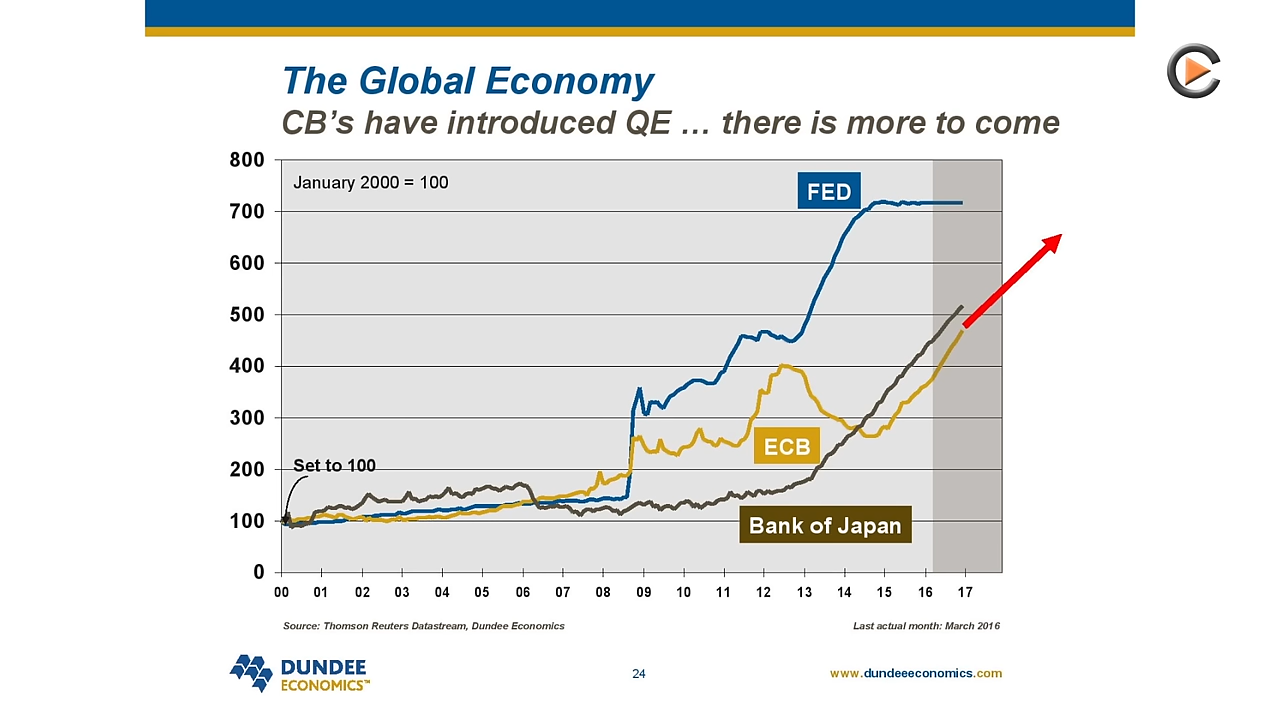 The Global Economy
CB’s have introduced QE … there is more to come
800
January 2000 = 100
FED
700
600
500
400
300
ECB
200
Set to 100
100
Bank of Japan
0
00 01 02 03 04 05 06 07 08 09 10 11 12 13 14 15 16 17
Source: Thomson Reuters Datastream, Dundee Economics
Last actual month: March 2016
DUNDEE
ECONOMICS™
24
www.dundeeeconomics.com